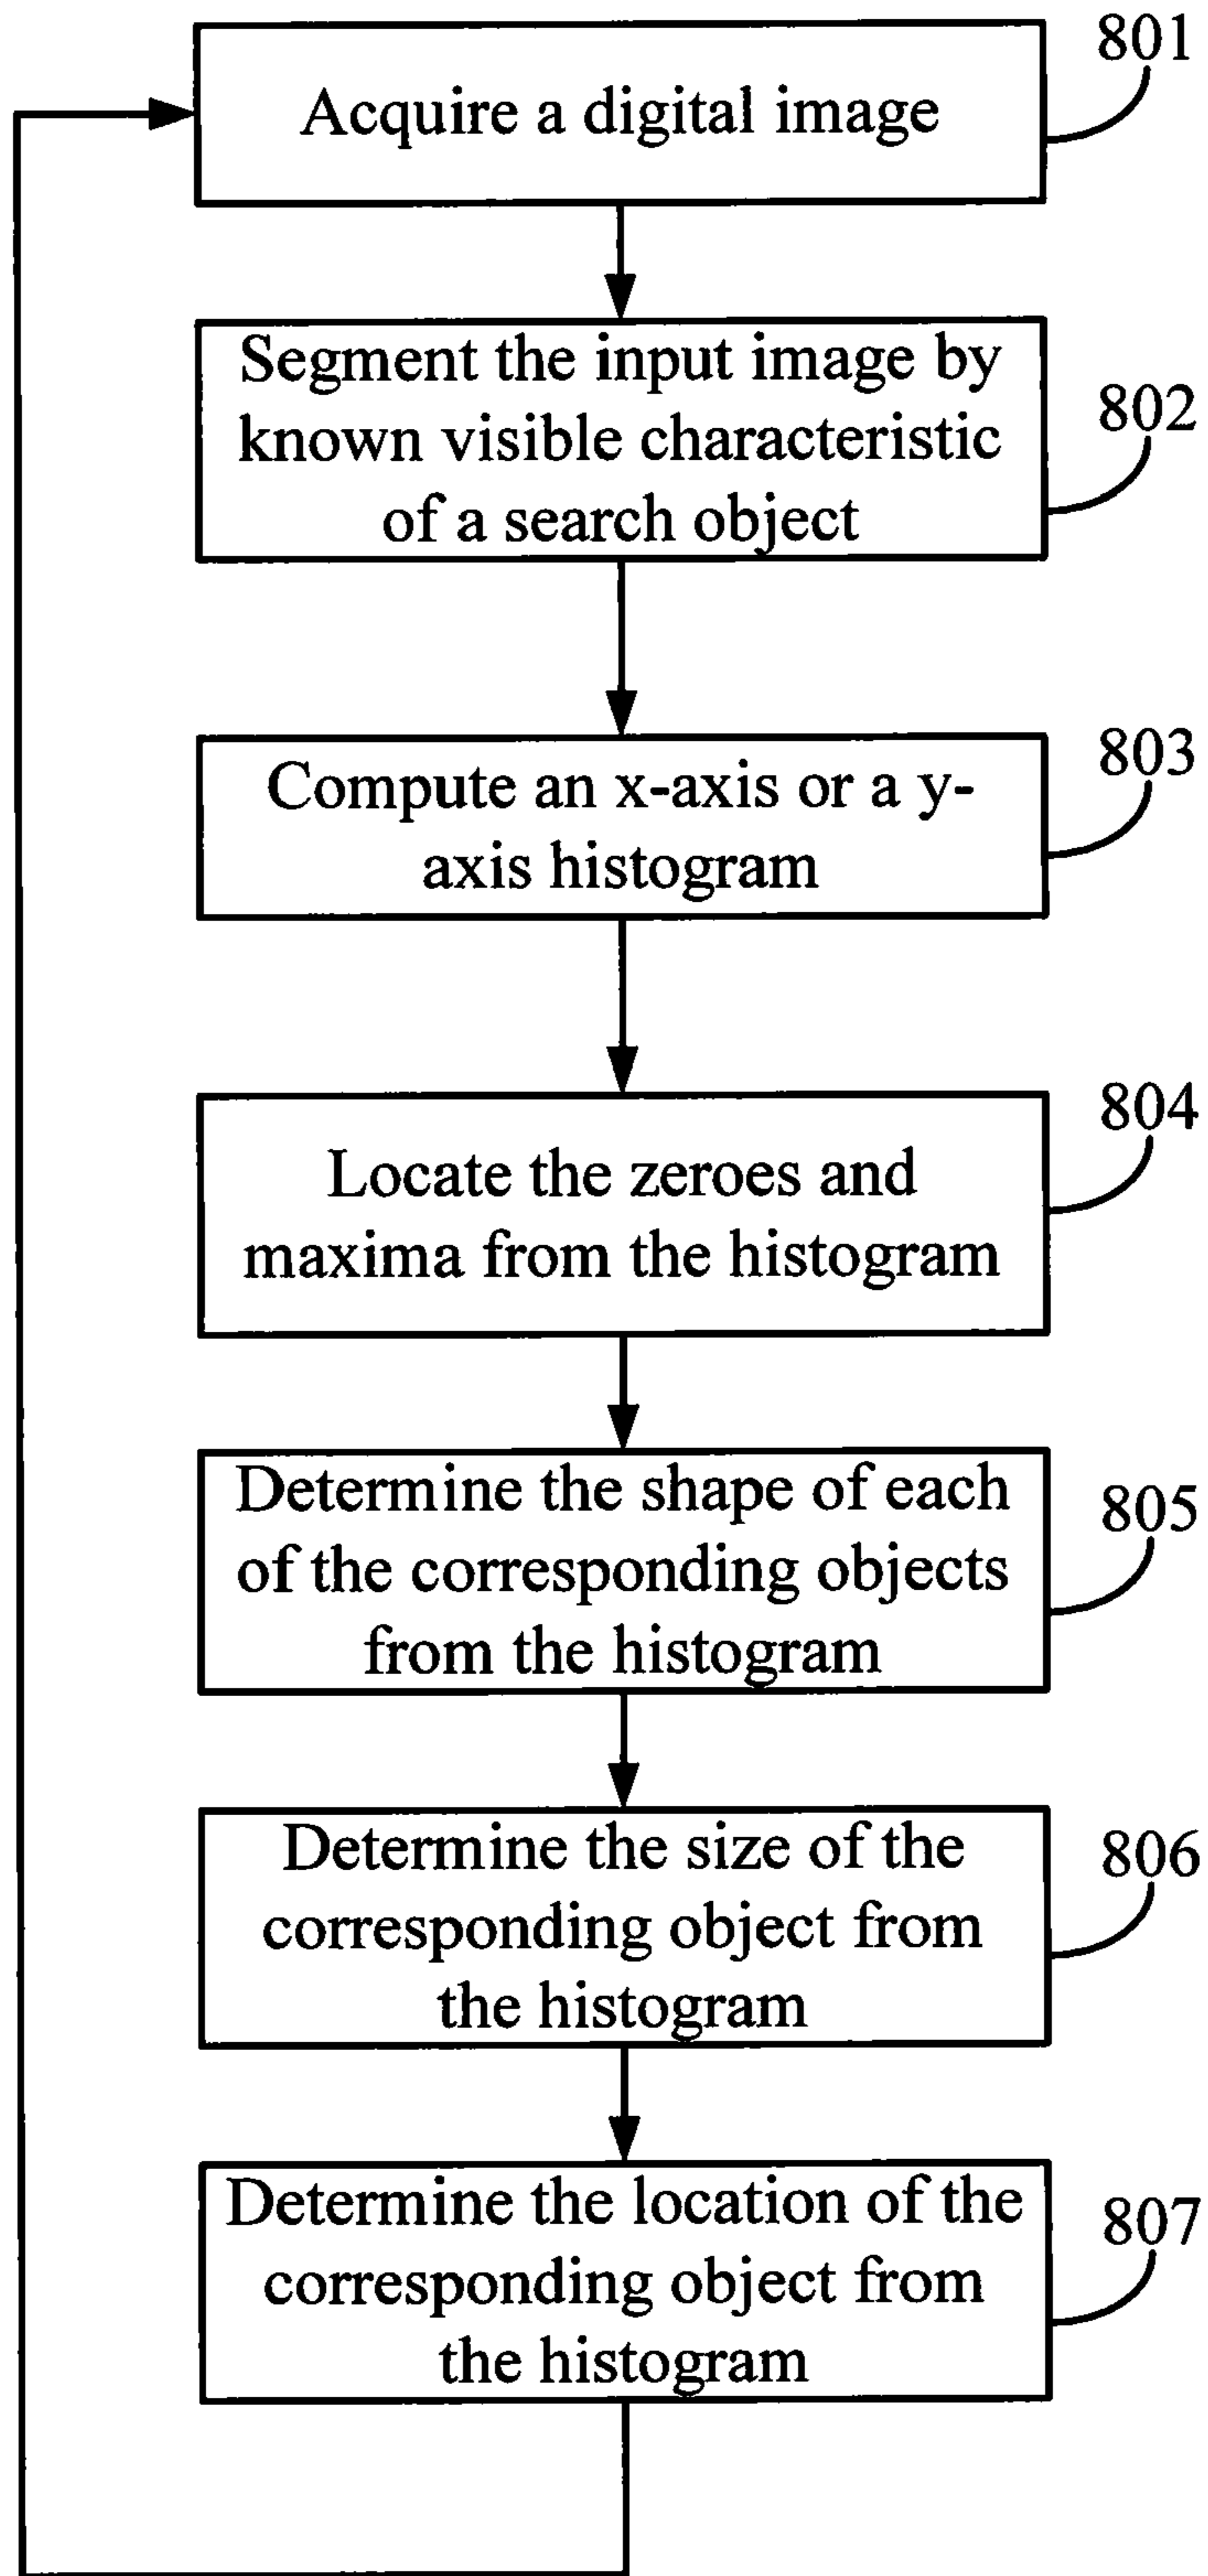 801
Acquire a digital image
Segment the input image by
known visible characteristic
of a search object
802
Compute an x-axis or a y-
axis histogram
803
Locate the zeroes and
maxima from the histogram
804
Determine the shape of each
of the corresponding objects
from the histogram
805
Determine the size of the
corresponding object from
the histogram
806
Determine the location of the
corresponding object from
the histogram
807